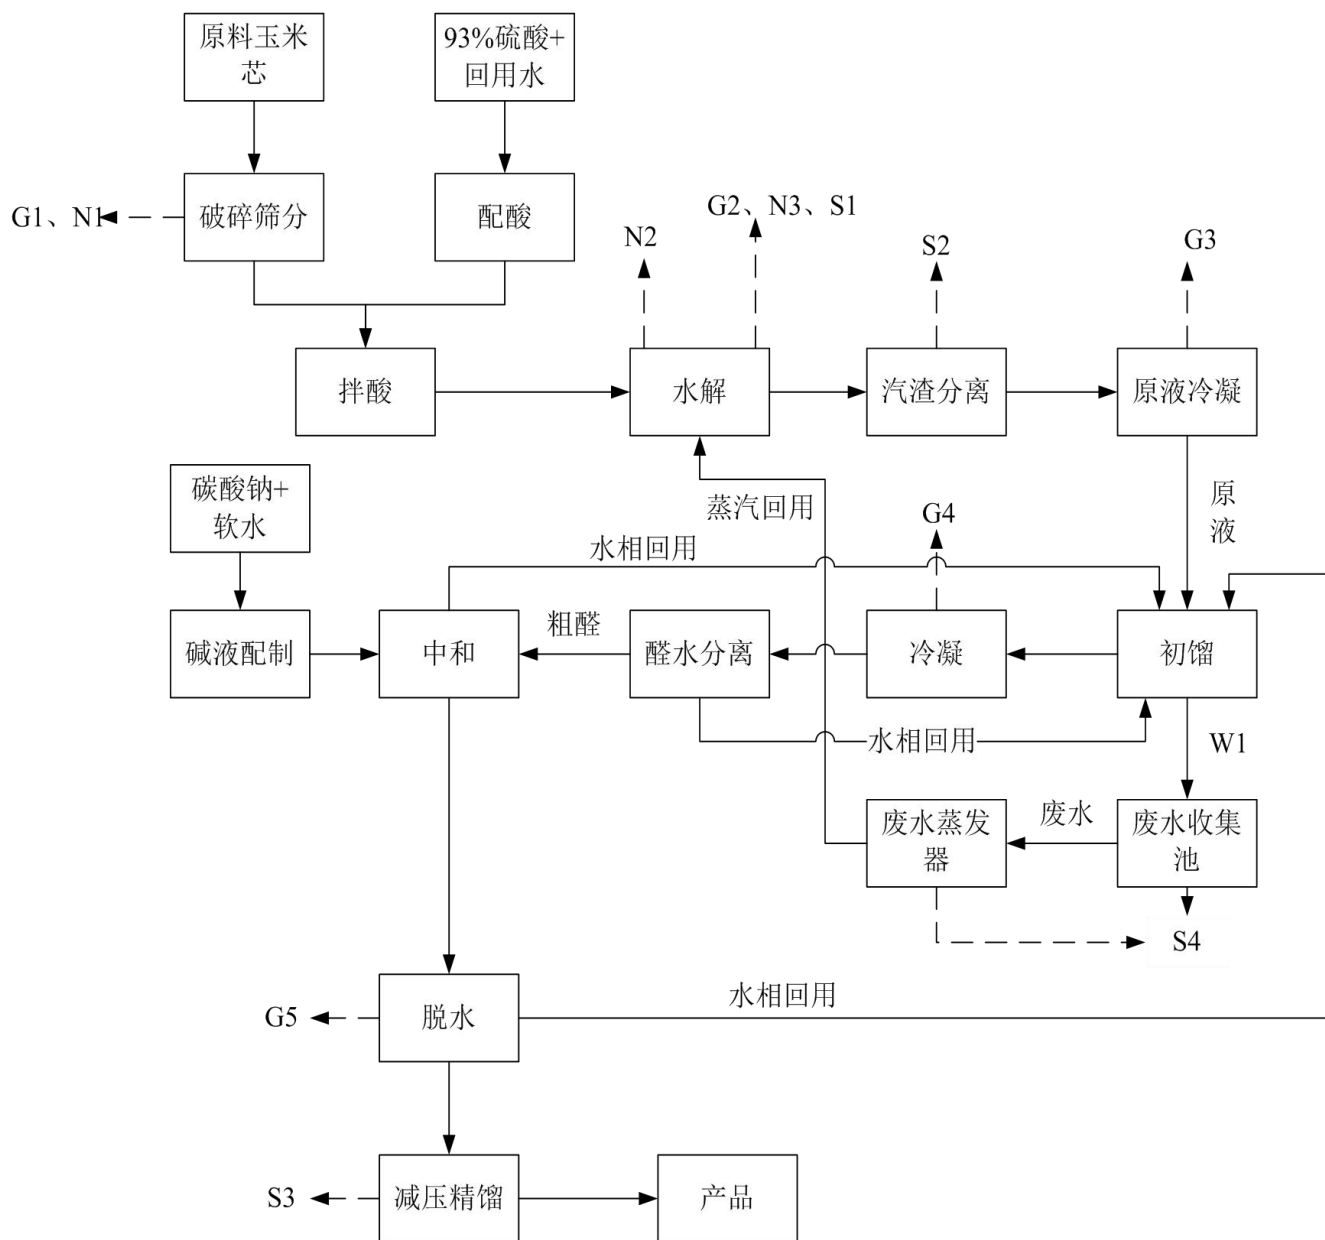 原料玉米
芯
93%硫酸+
回用水
G1、N1
破碎筛分
配酸
N2
G2、N3、S1
S2
G3
拌酸
水解
汽渣分离
原液冷凝
碳酸钠+
软水
蒸汽回用
G4
原
液
水相回用
碱液配制
中和
粗醛
醛水分离
冷凝
初馏
水相回用
W1
废水蒸发
器
废水
废水收集
池
S4
G5
脱水
水相回用
S3
减压精馏
产品